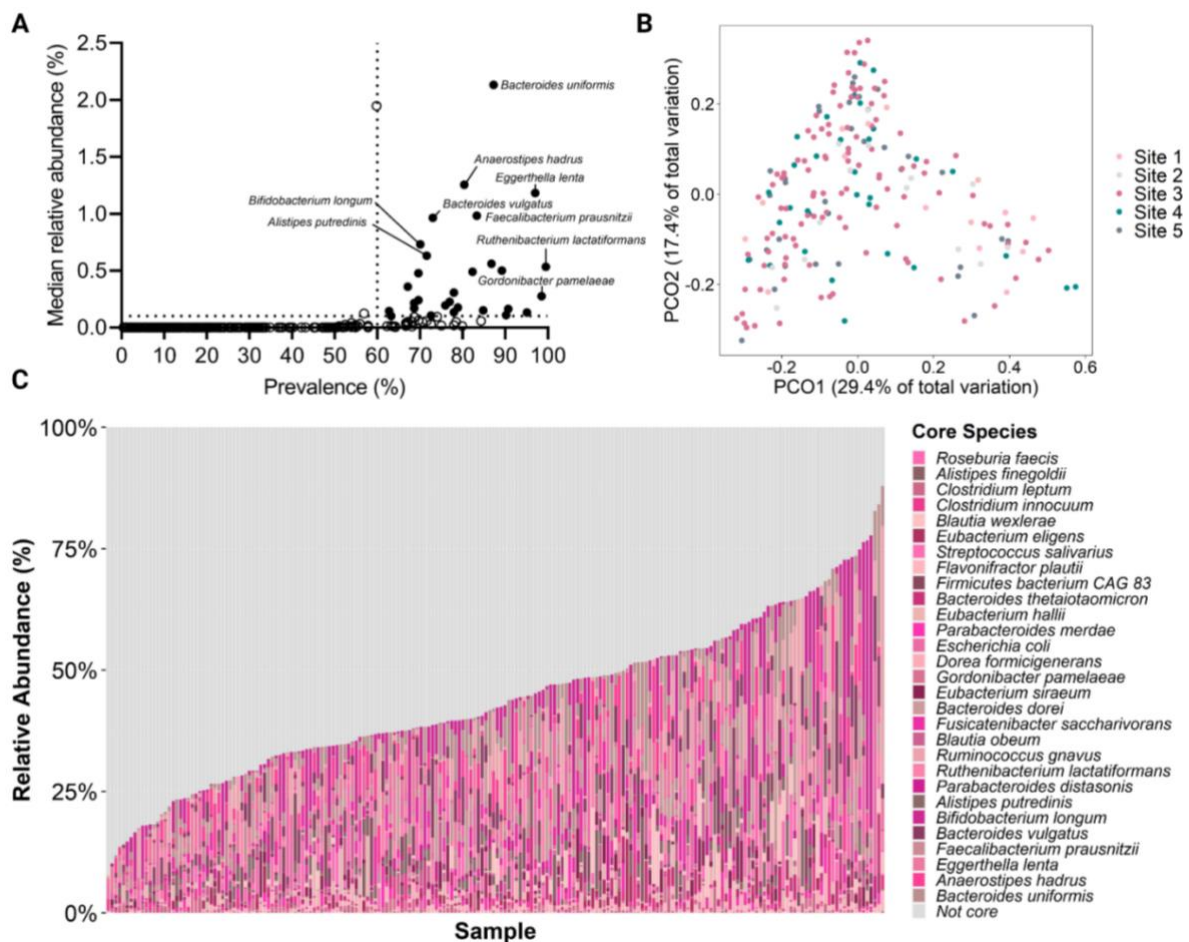 A
Median relative abundance (%)
2.5
2.0
1.5
1.0
0.5
0.0
Bacteroides uniformis
Anaerostipes hadrus
Eggerthella lenta
Bifidobacterium longum
Bacteroides vulgatus
Alistipes putredinis
Faecalibacterium prausnitzii
Ruthenibacterium lactatiformans
Gordonibacter pamelaeae
0 10 20 30 40 50 60 70 80 90 100
Prevalence (%)
B
PCO2 (17.4% of total variation)
0.2
0.0
-0.2
-0.2 0.0 0.2 0.4 0.6
PCO1 (29.4% of total variation)
Site 1
Site 2
Site 3
Site 4
Site 5
C
Relative Abundance (%)
100%
75%
50%
25%
0%
Sample
Core Species
Roseburia faecis
Alistipes finegoldii
Clostridium leptum
Clostridium innocuum
Blautia wexlerae
Eubacterium eligens
Streptococcus salivarius
Flavonifractor plautii
Firmicutes bacterium CAG 83
Bacteroides thetaiotaomicron
Eubacterium hallii
Parabacteroides merdae
Escherichia coli
Dorea formicigenerans
Gordonibacter pamelaeae
Eubacterium siraeum
Bacteroides dorei
Fusicatenibacter saccharivorans
Blautia obeum
Ruminococcus gnavus
Ruthenibacterium lactatiformans
Parabacteroides distasonis
Alistipes putredinis
Bifidobacterium longum
Bacteroides vulgatus
Faecalibacterium prausnitzii
Eggerthella lenta
Anaerostipes hadrus
Bacteroides uniformis
Not core